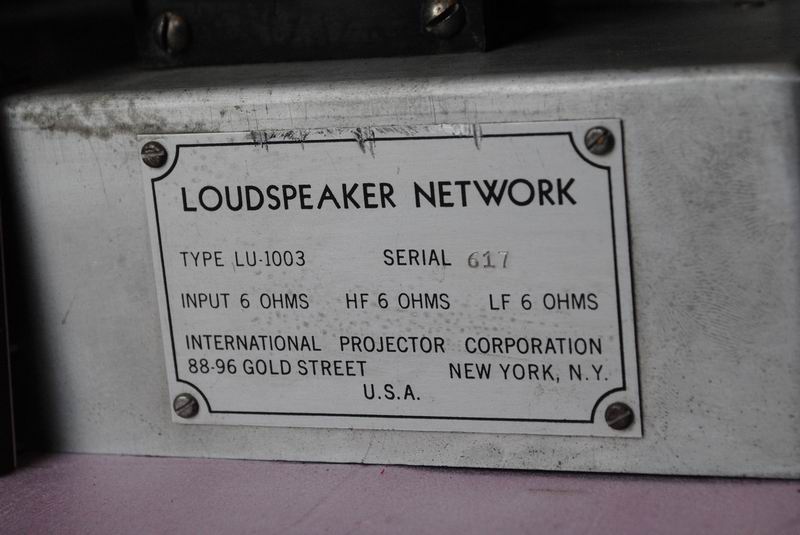 LOUDSPEAKER NETWORK
TYPE LU-1003 SERIAL 617
INPUT 6 OHMS HF 6 OHMS LF 6 OHMS
INTERNATIONAL PROJECTOR CORPORATION
88-96 GOLD STREET NEW YORK, N.Y.
U.S.A.